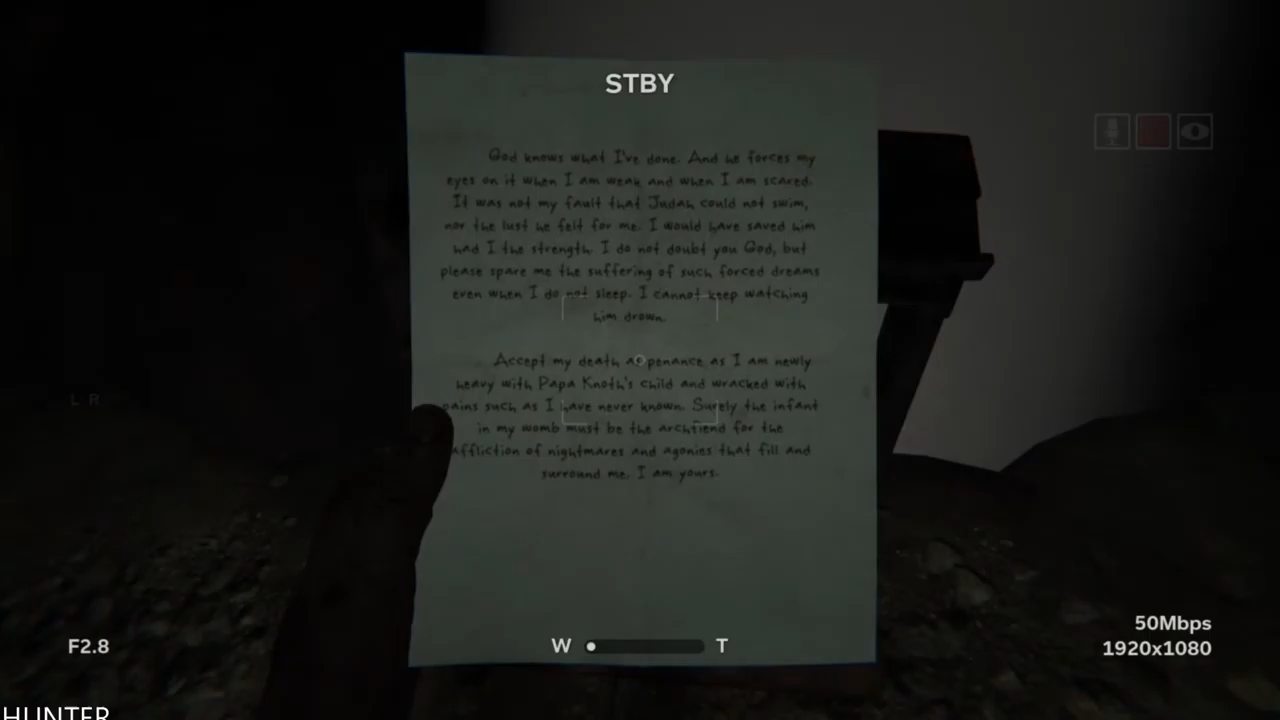 STBY
God knows what I've done. And he forces my
eyes on it when I am weak and when I am scared.
It was not my fault that Judah could not swim,
nor the lust he felt for me. I would have saved him
had I the strength. I do not doubt you God, but
please spare me the suffering of such forced dreams
even when I do not sleep. I cannot keep watching
him drown.
Accept my death as penance as I am newly
heavy with Papa Knoth's child and wracked with
pains such as I have never known. Surely the infant
in my womb must be the archfiend for the
affliction of nightmares and agonies that fill and
surround me. I am yours.
L R
F2.8
W T
50Mbps
1920x1080
HUNTER